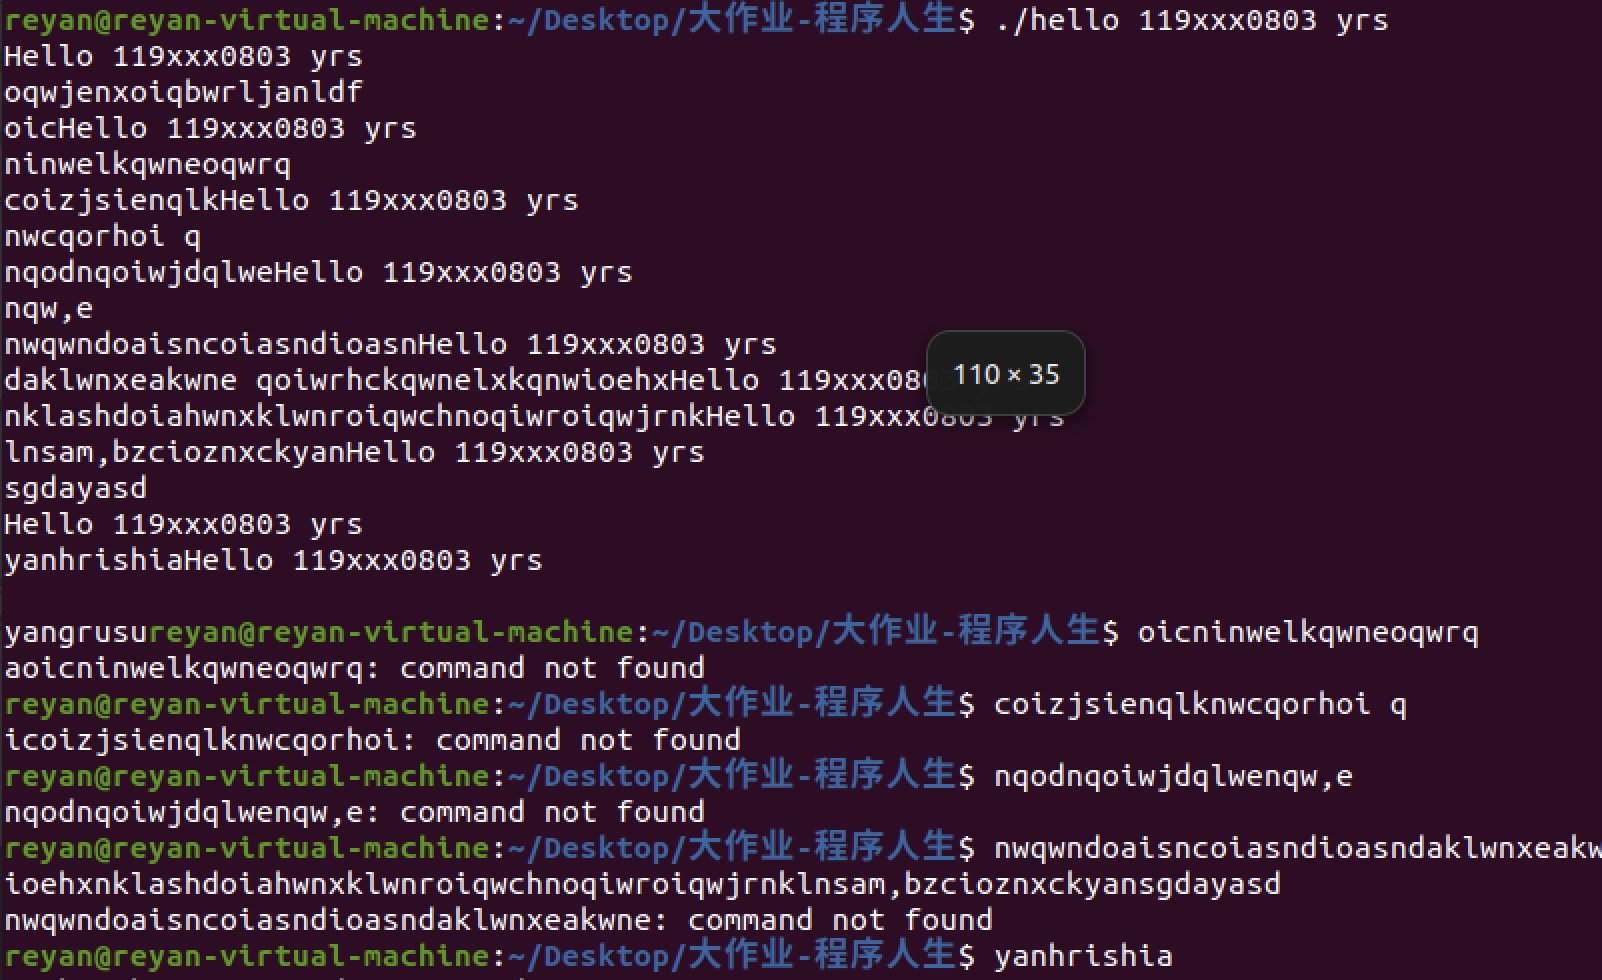 reyan@reyan-virtual-machine:~/Desktop/大作业-程序人生$ ./hello 119xxx0803 yrs
Hello 119xxx0803 yrs
oqwjenxoiqbwrljanldf
oicHello 119xxx0803 yrs
ninwelkqwneoqwrq
coizjsienqlkHello 119xxx0803 yrs
nwcqorhoi q
nqodnqoiwjdqlweHello 119xxx0803 yrs
nqw,e
nwqwndoaisncoiasndioasnHello 119xxx0803 yrs
daklwnxeakwne qoiwrhckqwnelxkqnwioehxHello 119xxx08
110 × 35
nklashdoiahwnxklwnroiqwchnoqiwroiqwjrnkHello 119xxx0803 yrs
lnsam,bzcioznxckyanHello 119xxx0803 yrs
sgdayasd
Hello 119xxx0803 yrs
yanhrishiaHello 119xxx0803 yrs
yangrusureyan@reyan-virtual-machine:~/Desktop/大作业-程序人生$ oicninwelkqwneoqwrq
aoicninwelkqwneoqwrq: command not found
reyan@reyan-virtual-machine:~/Desktop/大作业-程序人生$ coizjsienqlknwcqorhoi q
icoizjsienqlknwcqorhoi: command not found
reyan@reyan-virtual-machine:~/Desktop/大作业-程序人生$ nqodnqoiwjdqlwenqw,e
nqodnqoiwjdqlwenqw,e: command not found
reyan@reyan-virtual-machine:~/Desktop/大作业-程序人生$ nwqwndoaisncoiasndioasndaklwnxeakw
ioehxnklashdoiahwnxklwnroiqwchnoqiwroiqwjrnklnsam,bzcioznxckyansgdayasd
nwqwndoaisncoiasndioasndaklwnxeakwne: command not found
reyan@reyan-virtual-machine:~/Desktop/大作业-程序人生$ yanhrishia